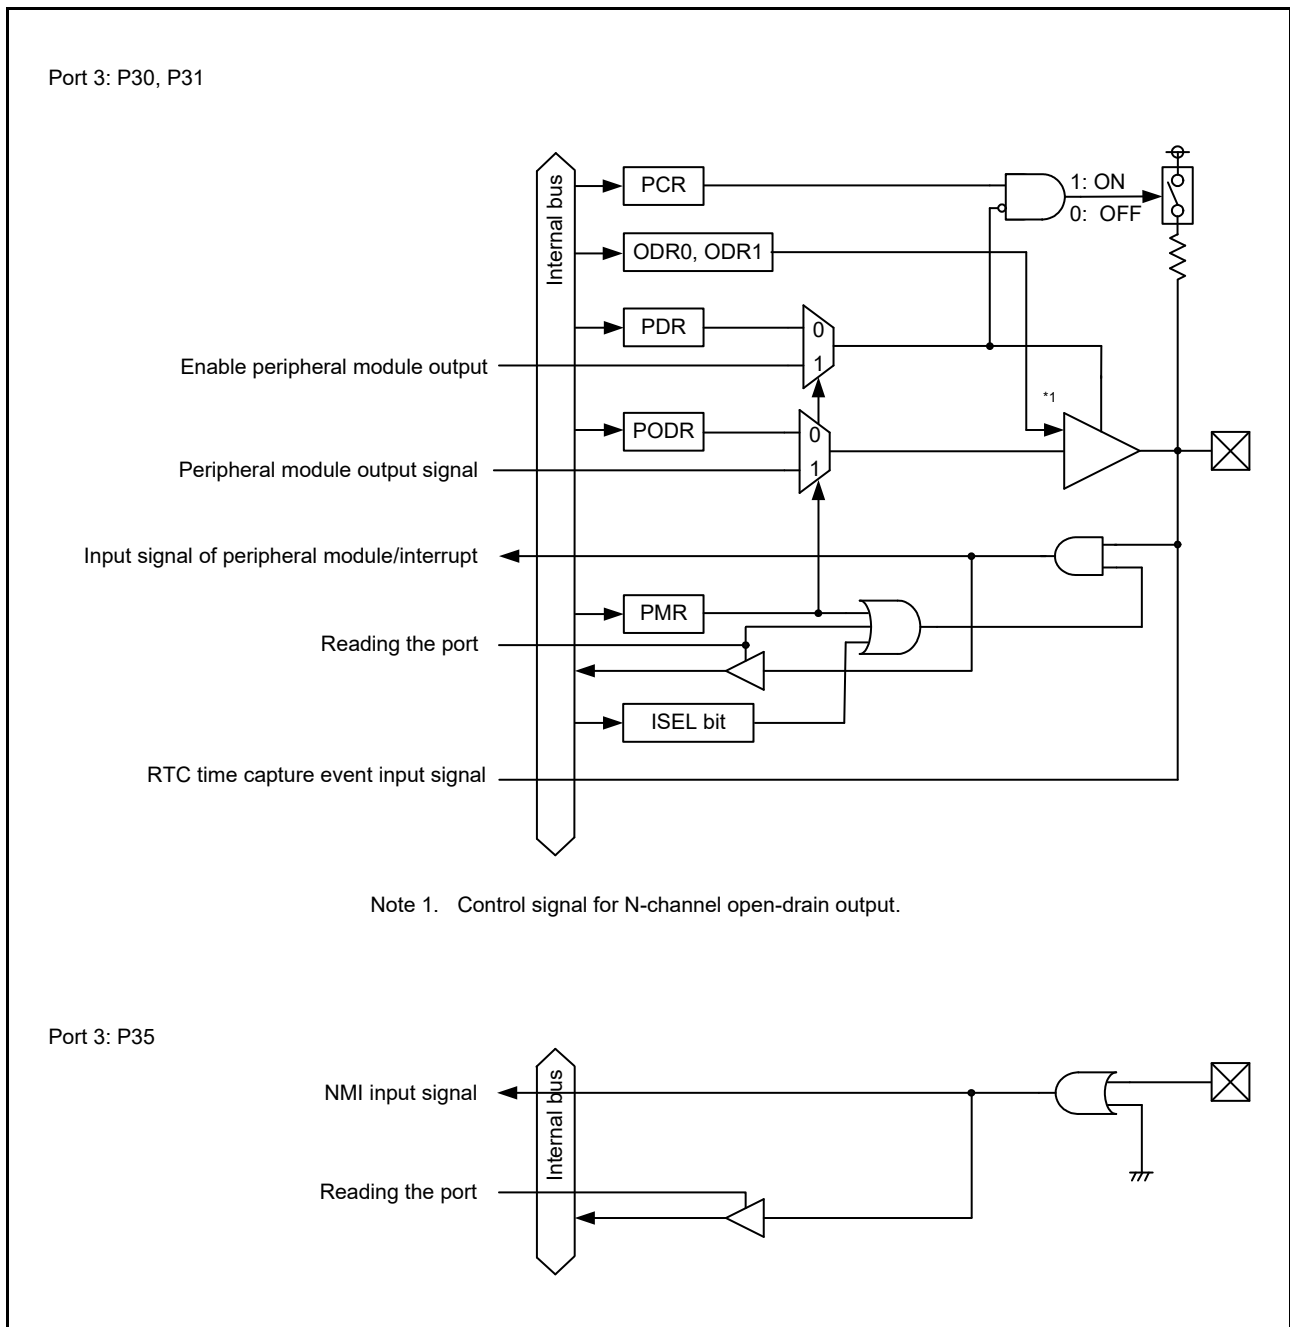 Port 3: P30, P31
Internal bus
PCR
1: ON
0: OFF
ODR0, ODR1
PDR
0
Enable peripheral module output
1
*1
PODR
0
Peripheral module output signal
1
Input signal of peripheral module/interrupt
PMR
Reading the port
ISEL bit
RTC time capture event input signal
Note 1. Control signal for N-channel open-drain output.
Port 3: P35
Internal bus
NMI input signal
Reading the port